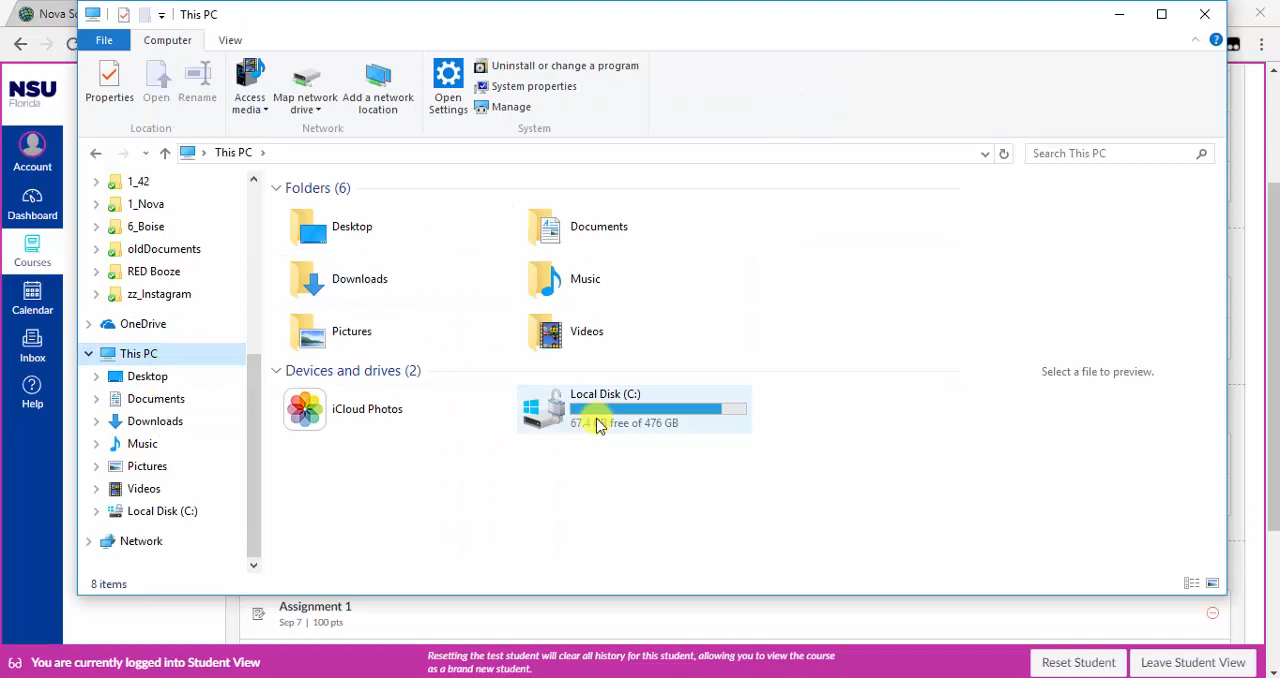 Nova Sc
This PC
File
Computer
View
Properties
Open
Rename
Access media
Map network drive
Add a network location
Open Settings
Uninstall or change a program
System properties
Manage
Location
Network
System
This PC
Search This PC
NSU
Florida
Account
Dashboard
Courses
Calendar
Inbox
Help
1_42
1_Nova
6_Boise
oldDocuments
RED Booze
zz_Instagram
OneDrive
This PC
Desktop
Documents
Downloads
Music
Pictures
Videos
Local Disk (C:)
Network
Folders (6)
Desktop
Documents
Downloads
Music
Pictures
Videos
Devices and drives (2)
iCloud Photos
Local Disk (C:)
free of 476 GB
Select a file to preview.
8 items
Assignment 1
Sep 7 | 100 pts
You are currently logged into Student View
Resetting the test student will clear all history for this student, allowing you to view the course
as a brand new student.
Reset Student
Leave Student View